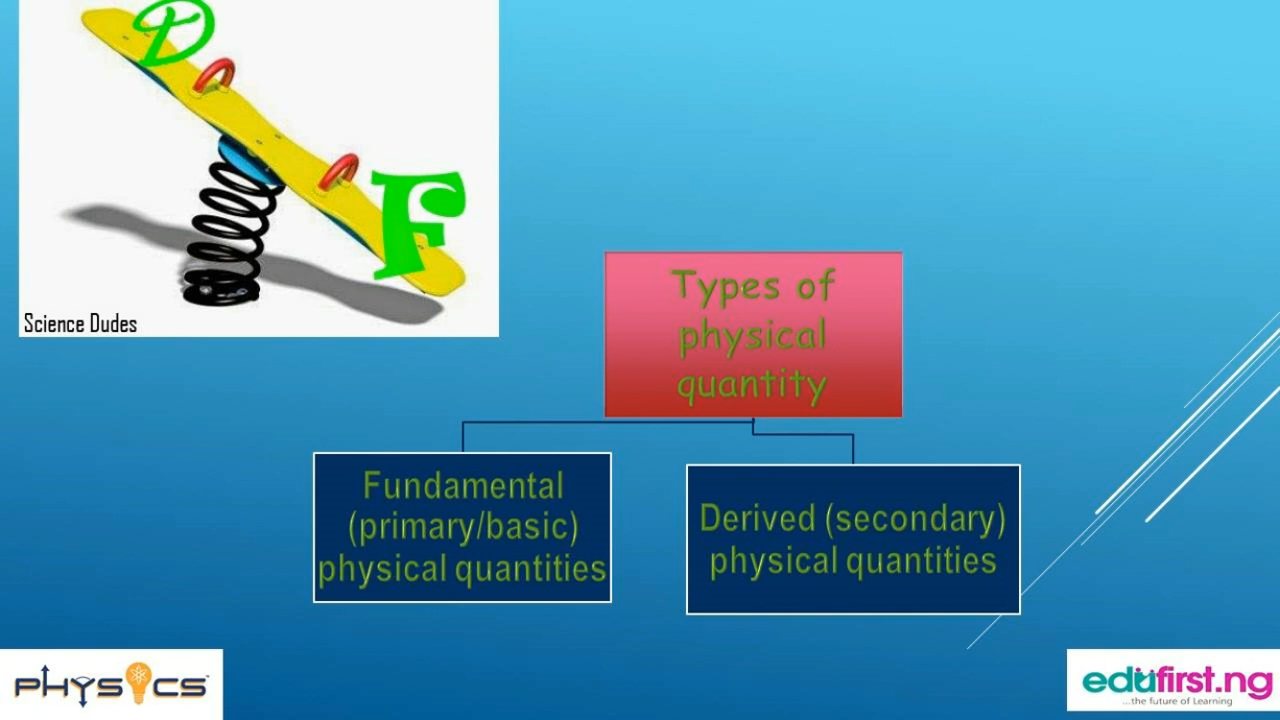 D
F
Science Dudes
Types of
physical
quantity
Fundamental
(primary/basic)
physical quantities
Derived (secondary)
physical quantities
PHYSICS
edufirst.ng
...the future of Learning